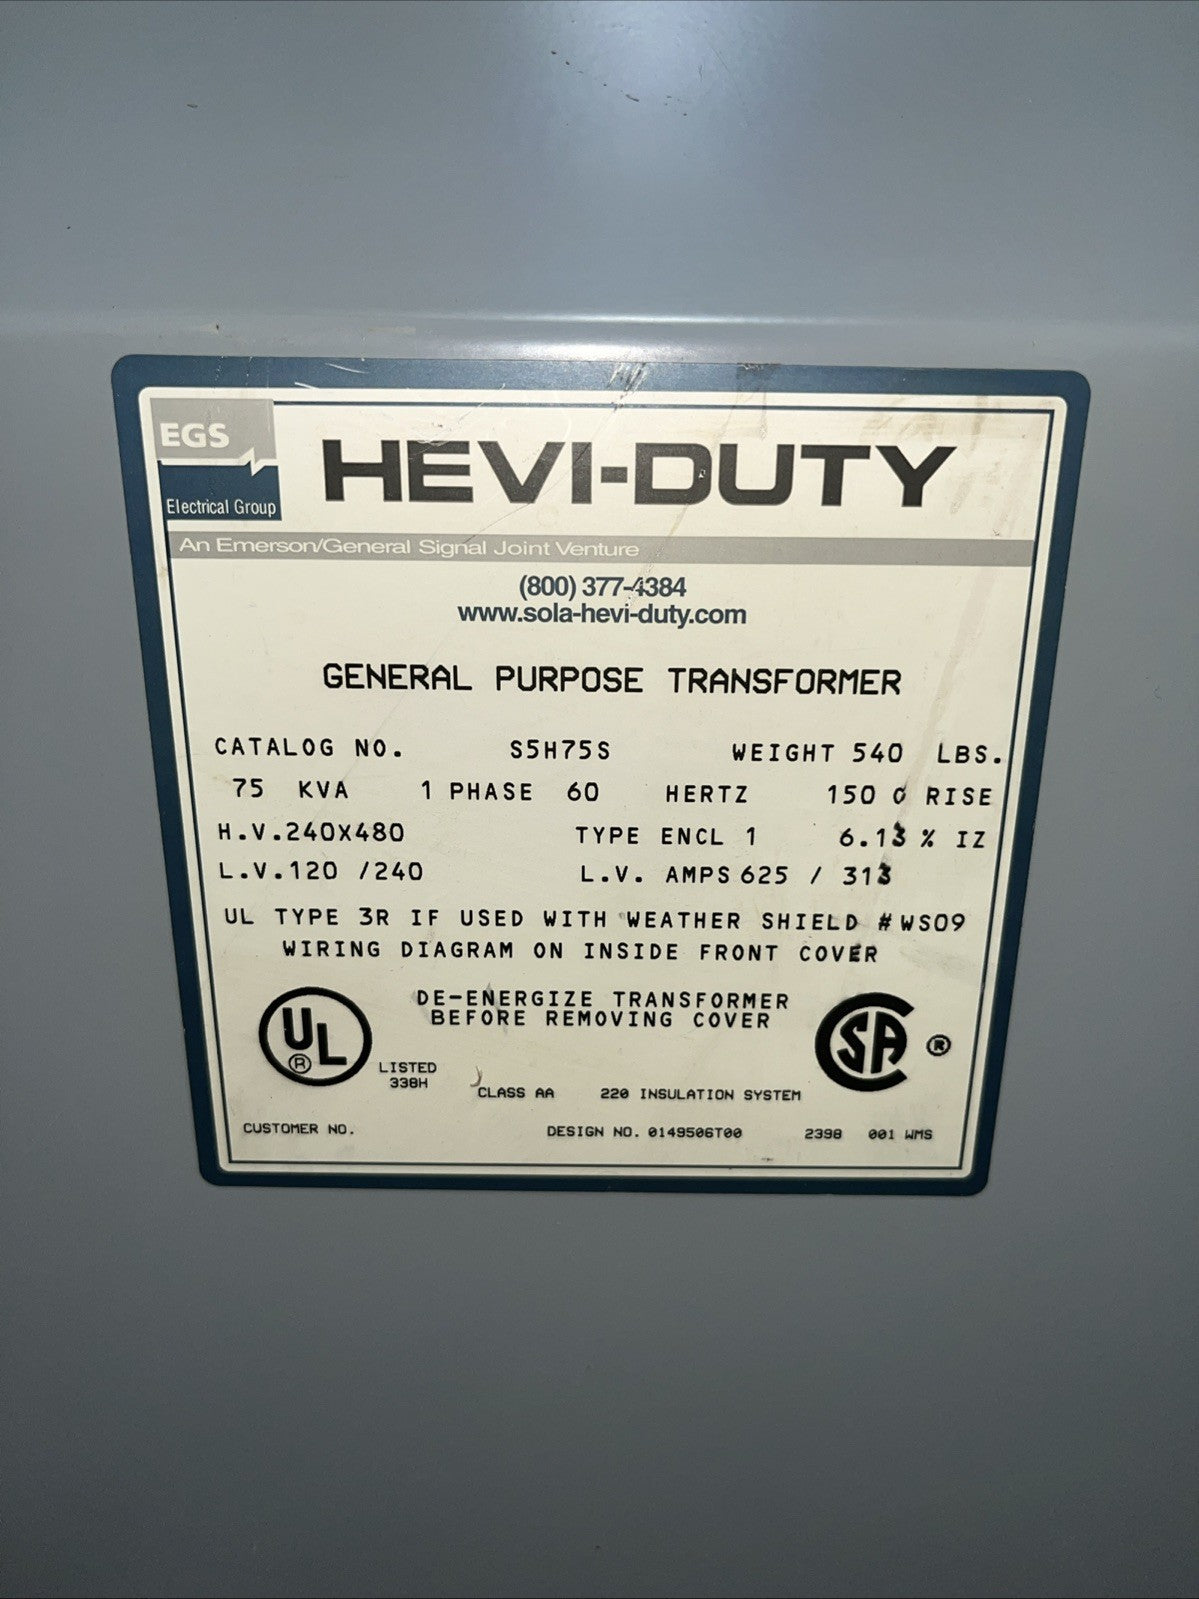 EGS
Electrical Group
HEVI-DUTY
An Emerson/General Signal Joint Venture
(800) 377-4384
www.sola-hevi-duty.com
GENERAL PURPOSE TRANSFORMER
CATALOG NO. S5H75S WEIGHT 540 LBS.
75 KVA 1 PHASE 60 HERTZ 150 C RISE
H.V.240X480 TYPE ENCL 1 6.13 % IZ
L.V.120 /240 L.V. AMPS 625 / 313
UL TYPE 3R IF USED WITH WEATHER SHIELD #WS09
WIRING DIAGRAM ON INSIDE FRONT COVER
DE-ENERGIZE TRANSFORMER
BEFORE REMOVING COVER
UL ®
LISTED
338H
CLASS AA 220 INSULATION SYSTEM
SA ®
CUSTOMER NO. DESIGN NO. 0149506T00 2398 001 WMS